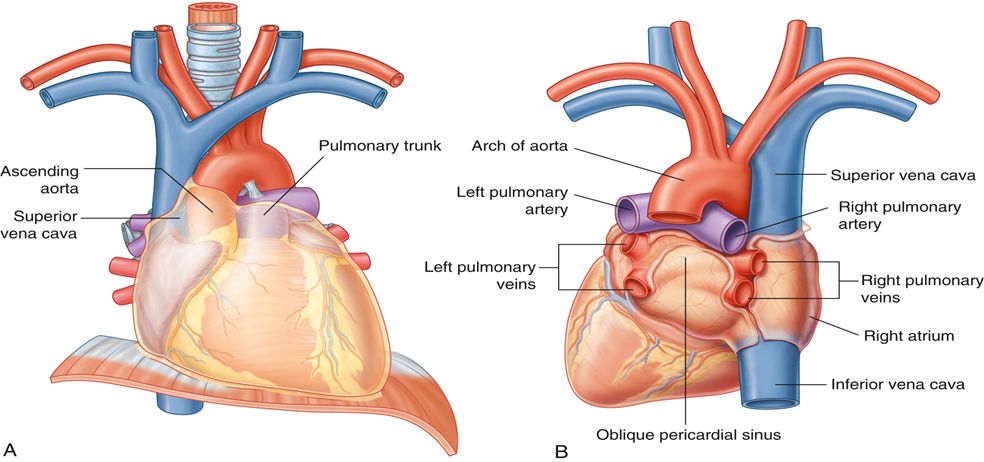 Ascending
aorta
Superior
vena cava
Pulmonary trunk
A
Arch of aorta
Left pulmonary
artery
Left pulmonary
veins
Superior vena cava
Right pulmonary
artery
Right pulmonary
veins
Right atrium
Inferior vena cava
Oblique pericardial sinus
B